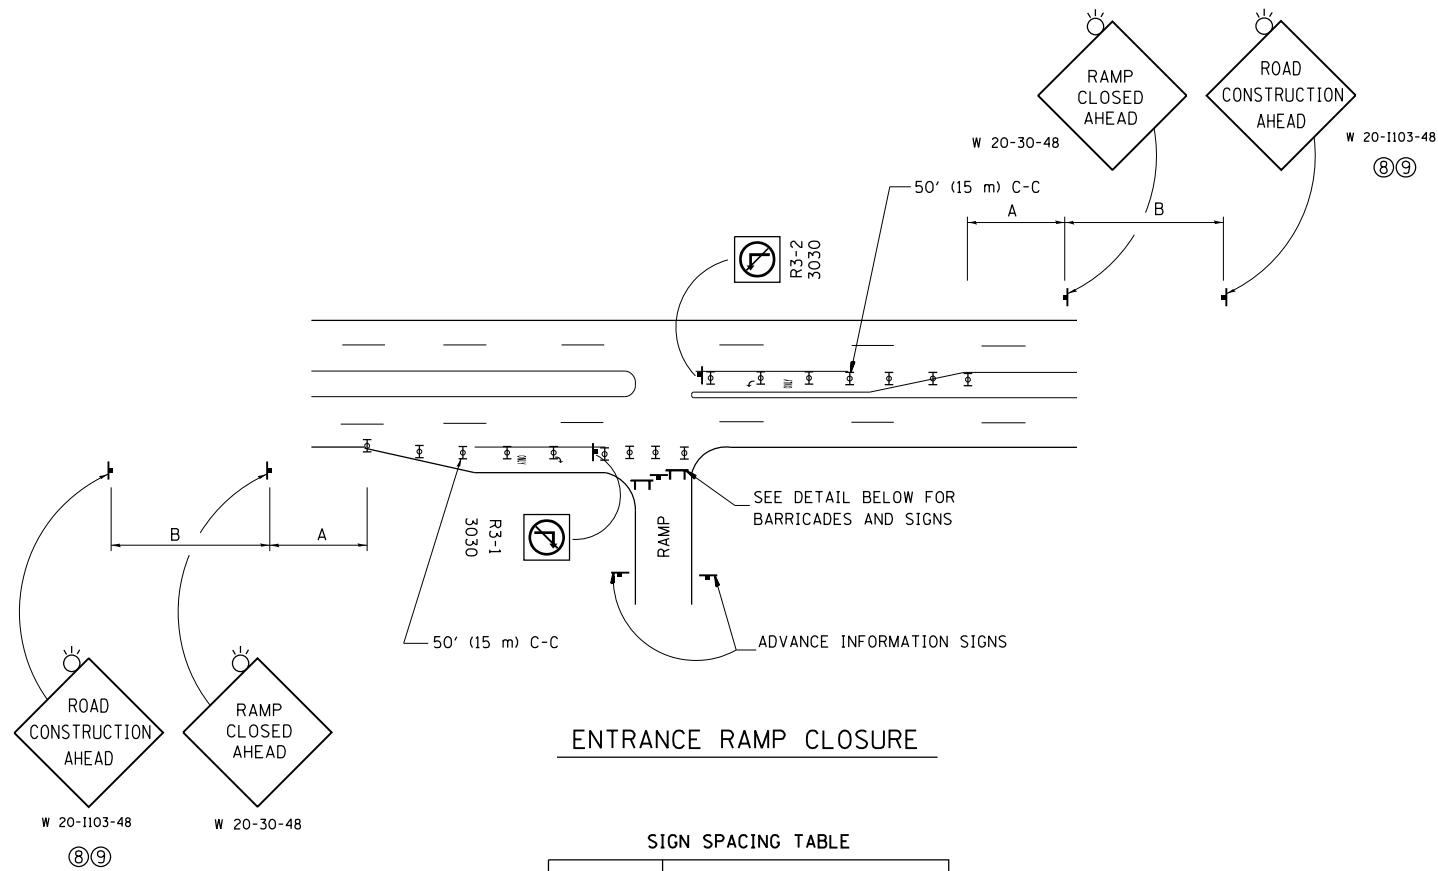 RAMP
CLOSED
AHEAD
ROAD
CONSTRUCTION
AHEAD
W 20-30-48
W 20-I103-48
⑧⑨
50' (15 m) C-C
A
B
R3-2
3030
ONLY
ONLY
SEE DETAIL BELOW FOR
BARRICADES AND SIGNS
RAMP
R3-1
3030
B
A
50' (15 m) C-C
ADVANCE INFORMATION SIGNS
ROAD
CONSTRUCTION
AHEAD
RAMP
CLOSED
AHEAD
ENTRANCE RAMP CLOSURE
W 20-I103-48
W 20-30-48
⑧⑨
SIGN SPACING TABLE